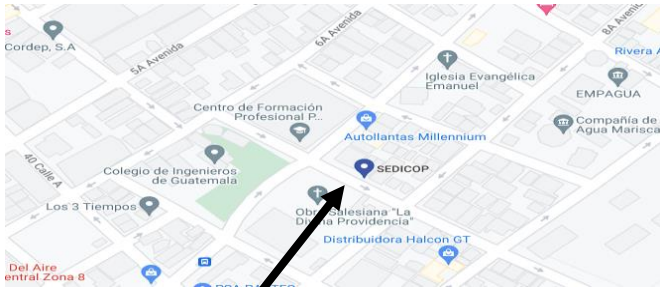 s
Cordep, S.A
5A Avenida
6A Avenida
8A Avenida
Rivera A
Iglesia Evangélica
Emanuel
EMPAGUA
Centro de Formación
Profesional P...
Autollantas Millennium
Compañía de
Agua Marisca
40 Calle A
Colegio de Ingenieros
de Guatemala
SEDICOP
Los 3 Tiempos
Obra Salesiana "La
Divina Providencia"
Distribuidora Halcon GT
Del Aire
entral Zona 8